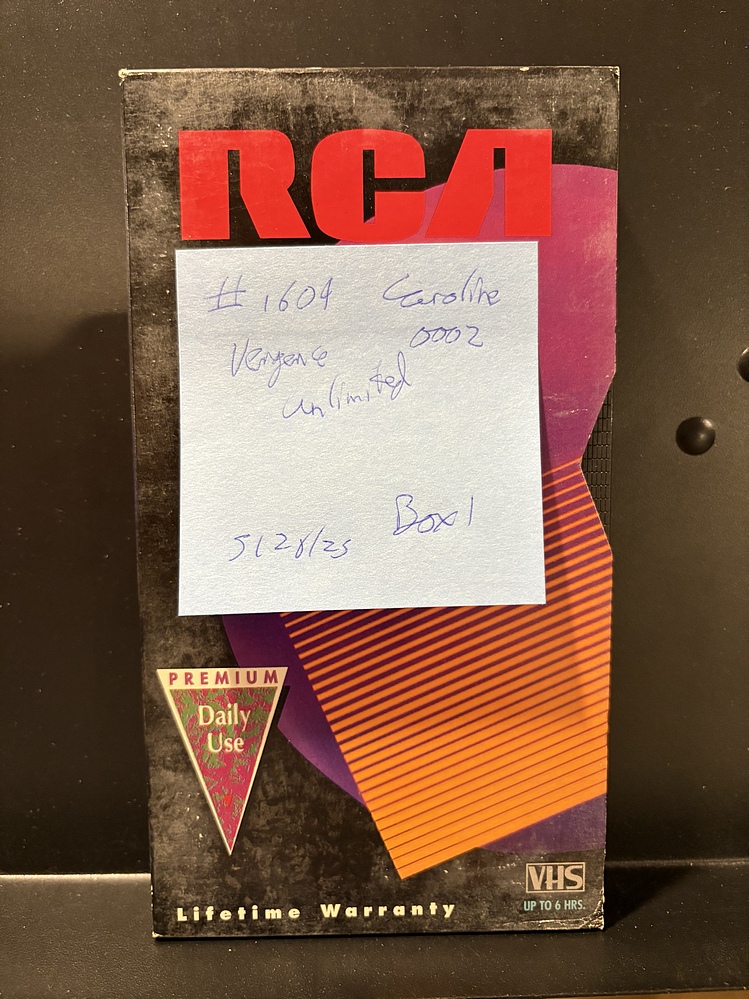 RCA
#1604 Caroline
0002
Vengence
unlimited
Box 1
5/28/25
PREMIUM
Daily
Use
VHS
UP TO 6 HRS.
Lifetime Warranty